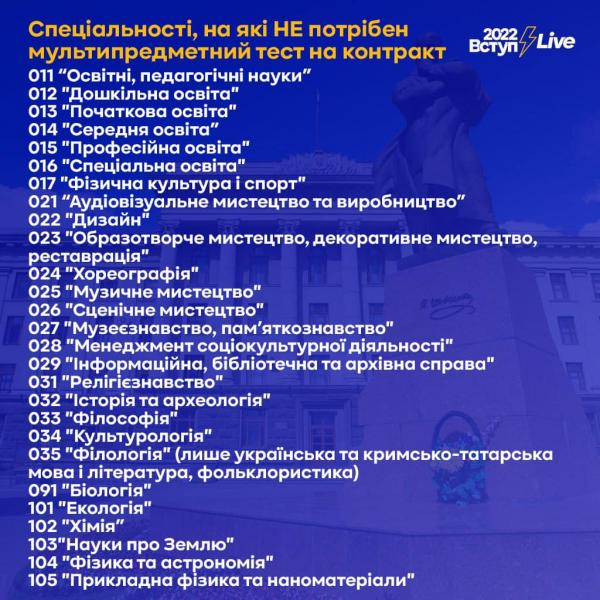 Спеціальності, на які НЕ потрібен
мультипредметний тест на контракт
2022
Вступ Live
011 “Освітні, педагогічні науки”
012 "Дошкільна освіта"
013 "Початкова освіта"
014 "Середня освіта”
015 "Професійна освіта"
016 "Спеціальна освіта"
017 "Фізична культура і спорт"
021 “Аудіовізуальне мистецтво та виробництво”
022 "Дизайн"
023 "Образотворче мистецтво, декоративне мистецтво,
реставрація"
024 "Хореографія"
025 "Музичне мистецтво"
026 "Сценічне мистецтво"
027 "Музеєзнавство, пам’яткознавство"
028 "Менеджмент соціокультурної діяльності"
029 "Інформаційна, бібліотечна та архівна справа"
031 "Релігієзнавство"
032 "Історія та археологія"
033 "Філософія"
034 "Культурологія"
035 "Філологія" (лише українська та кримсько-татарська
мова і література, фольклористика)
091 "Біологія"
101 "Екологія"
102 "Хімія”
103"Науки про Землю"
104 "Фізика та астрономія"
105 "Прикладна фізика та наноматеріали"